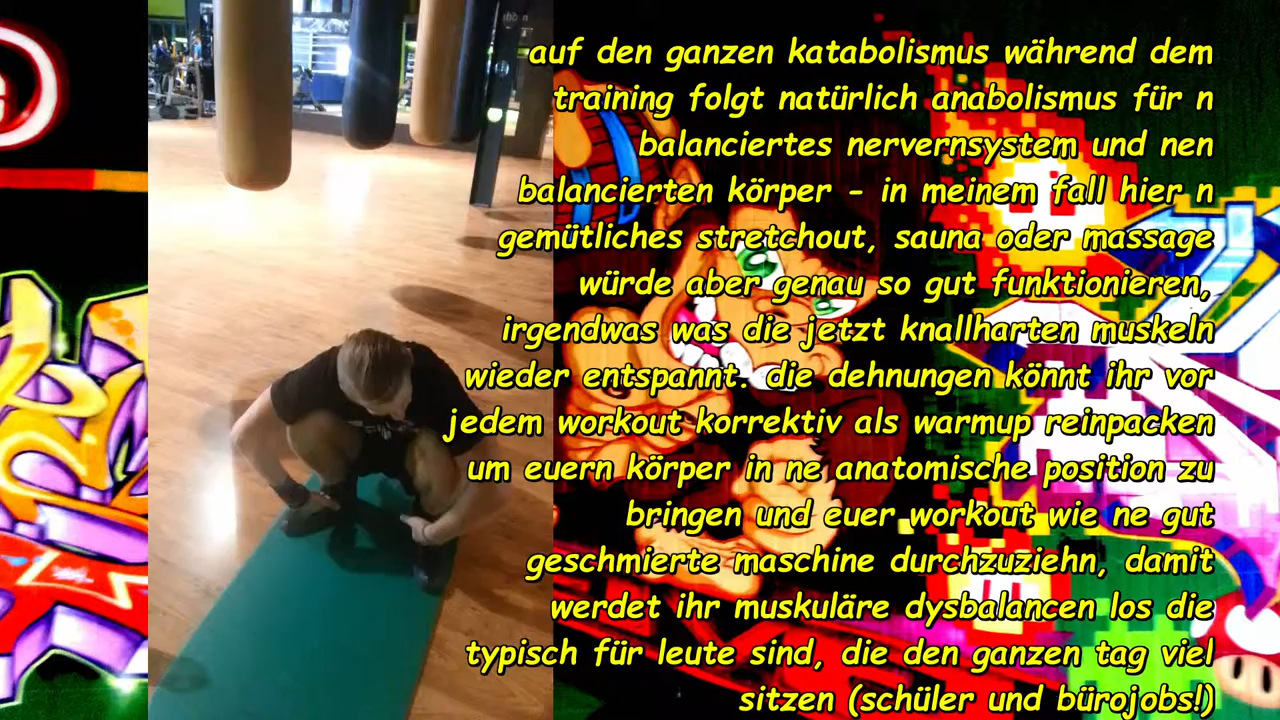 auf den ganzen katabolismus während dem
training folgt natürlich anabolismus für n
balanciertes nervernsystem und nen
balancierten körper - in meinem fall hier n
gemütliches stretchout, sauna oder massage
würde aber genau so gut funktionieren,
irgendwas was die jetzt knallharten muskeln
wieder entspannt. die dehnungen könnt ihr vor
jedem workout korrektiv als warmup reinpacken
um euern körper in ne anatomische position zu
bringen und euer workout wie ne gut
geschmierte maschine durchzuziehn, damit
werdet ihr muskuläre dysbalancen los die
typisch für leute sind, die den ganzen tag viel
sitzen (schüler und bürojobs!)